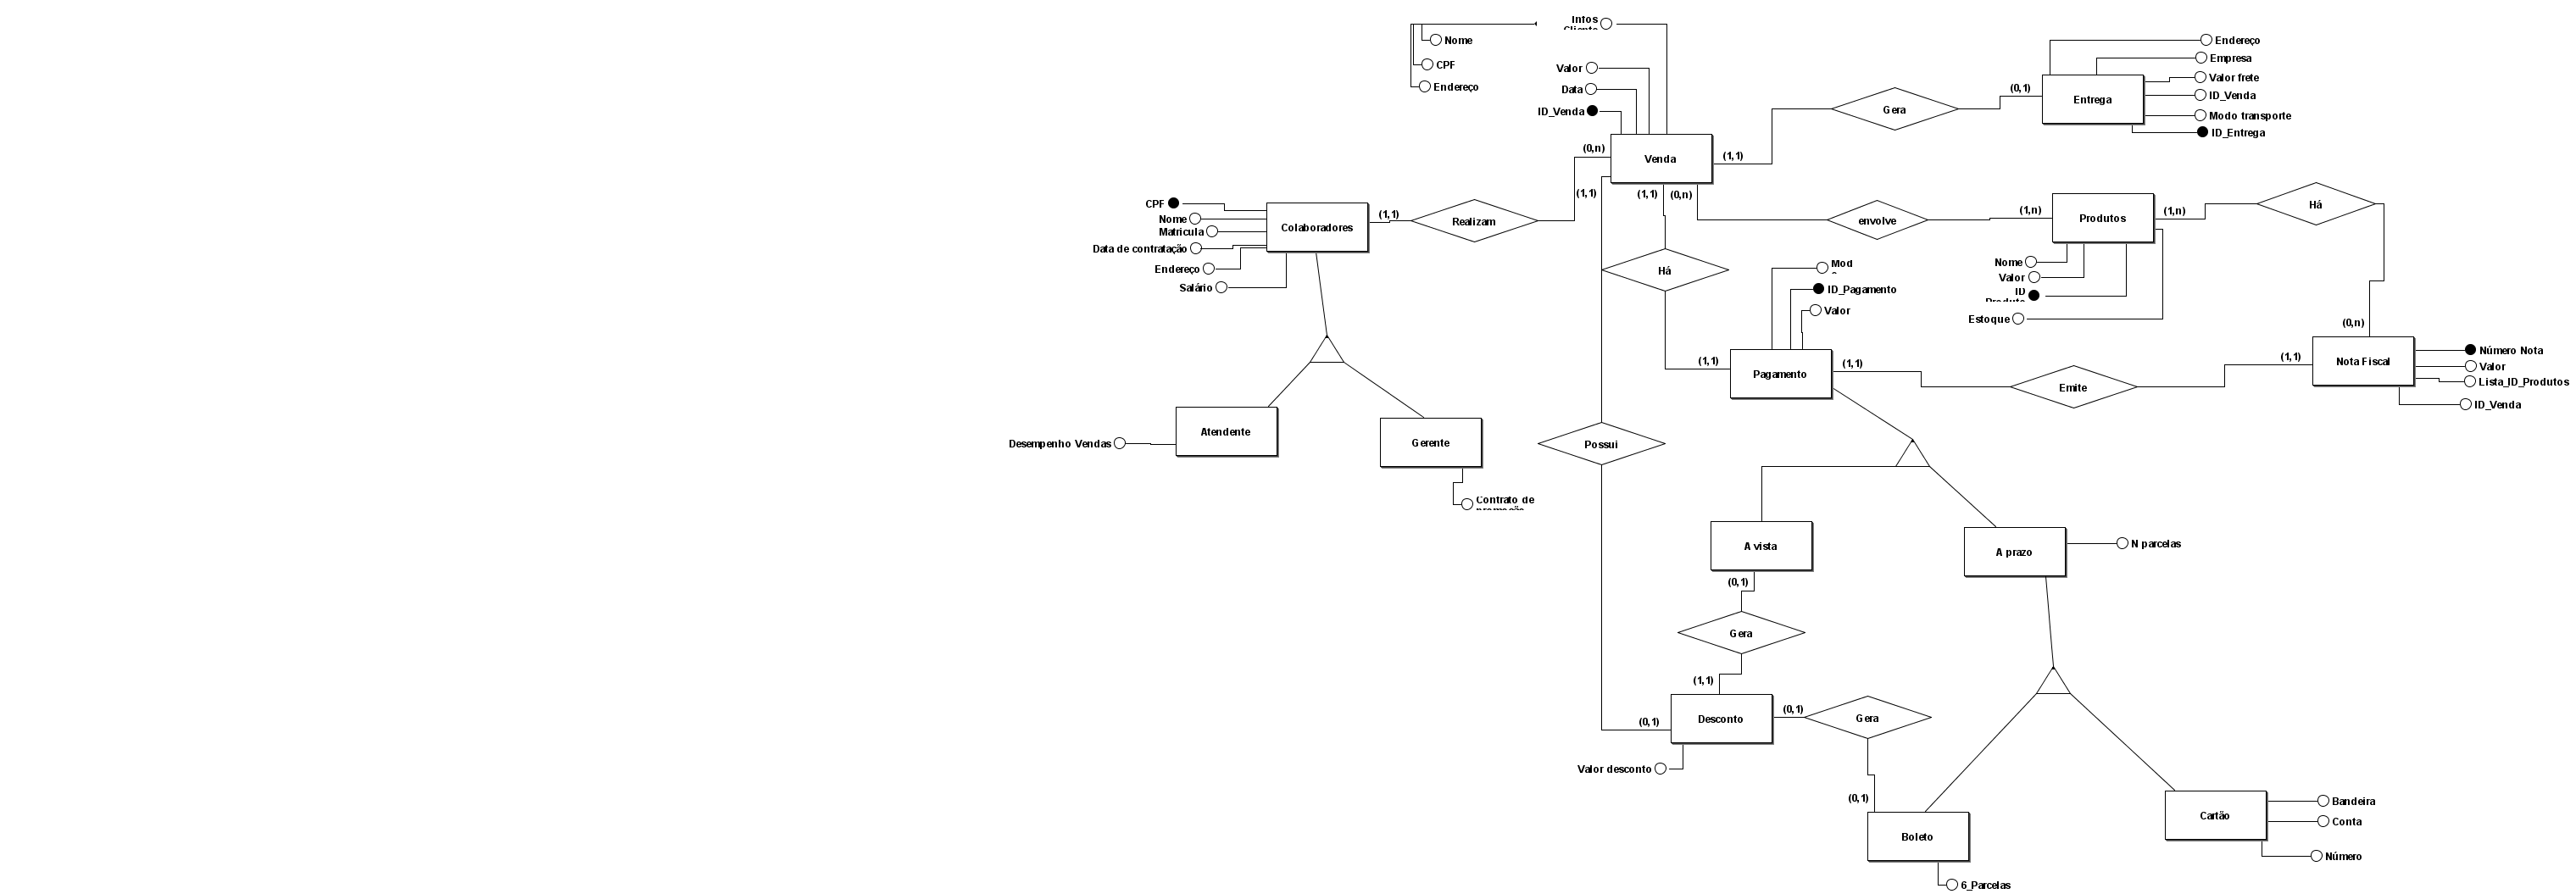 Infos
Nome
CPF
Endereço
Valor
Data
ID_Venda
Venda
(0,n)
(1,1)
(1,1)
(0,n)
(1,1)
Gera
(0,1)
Entrega
Endereço
Empresa
Valor frete
ID_Venda
Modo transporte
ID_Entrega
CPF
Nome
Matricula
Data de contratação
Endereço
Salário
Colaboradores
(1,1)
Realizam
envolve
(1,n)
Produtos
(1,n)
Há
Nome
Valor
ID
Estoque
Há
Mod
ID_Pagamento
Valor
(1,1)
Pagamento
(1,1)
Emite
(1,1)
(0,n)
Nota Fiscal
Número Nota
Valor
Lista_ID_Produtos
ID_Venda
Desempenho Vendas
Atendente
Gerente
Contrato de
Possui
A vista
A prazo
N parcelas
(0,1)
Gera
(1,1)
(0,1)
Desconto
(0,1)
Gera
Valor desconto
(0,1)
Boleto
6_Parcelas
Cartão
Bandeira
Conta
Número